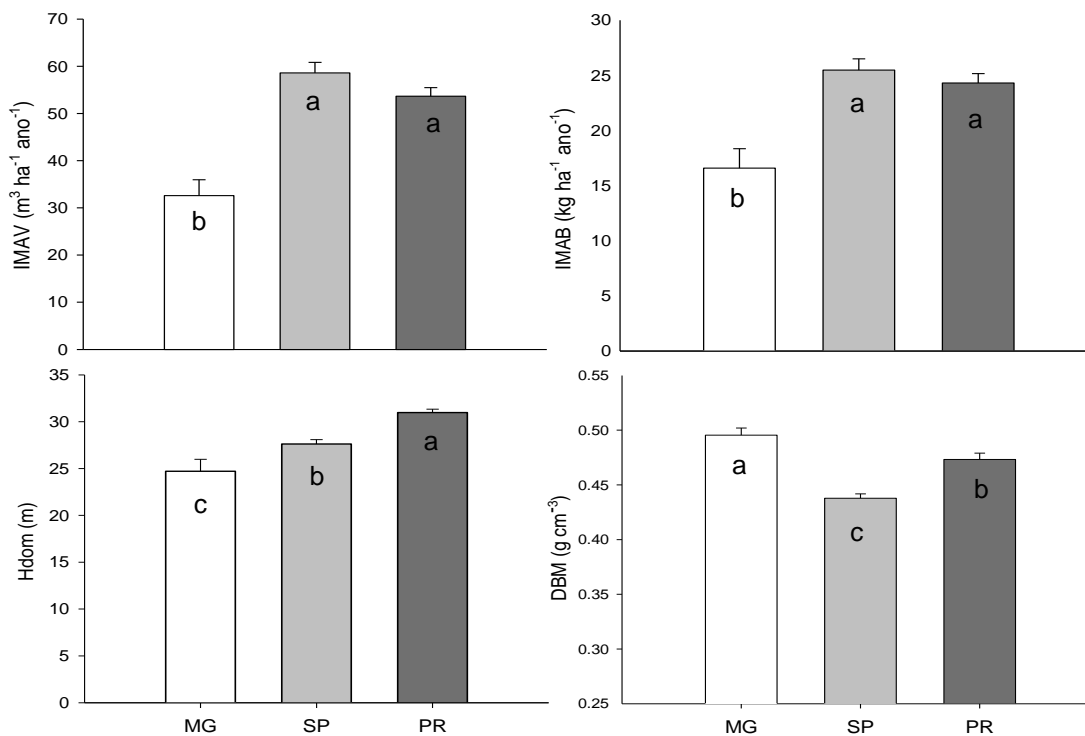 70
60
50
40
30
20
10
0
IMAV (m³ ha⁻¹ ano⁻¹)
b
a
a
30
25
20
15
10
5
0
IMAB (kg ha⁻¹ ano⁻¹)
b
a
a
35
30
25
20
15
10
5
0
Hdom (m)
c
b
a
MG SP PR
0.55
0.50
0.45
0.40
0.35
0.30
0.25
DBM (g cm⁻³)
a
c
b
MG SP PR